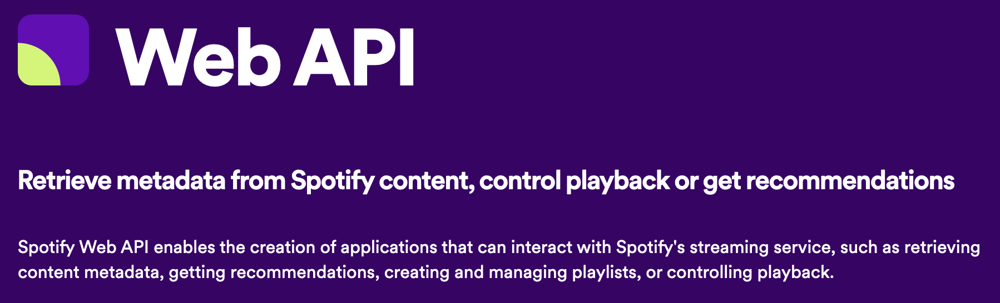 Web API
Retrieve metadata from Spotify content, control playback or get recommendations
Spotify Web API enables the creation of applications that can interact with Spotify's streaming service, such as retrieving
content metadata, getting recommendations, creating and managing playlists, or controlling playback.